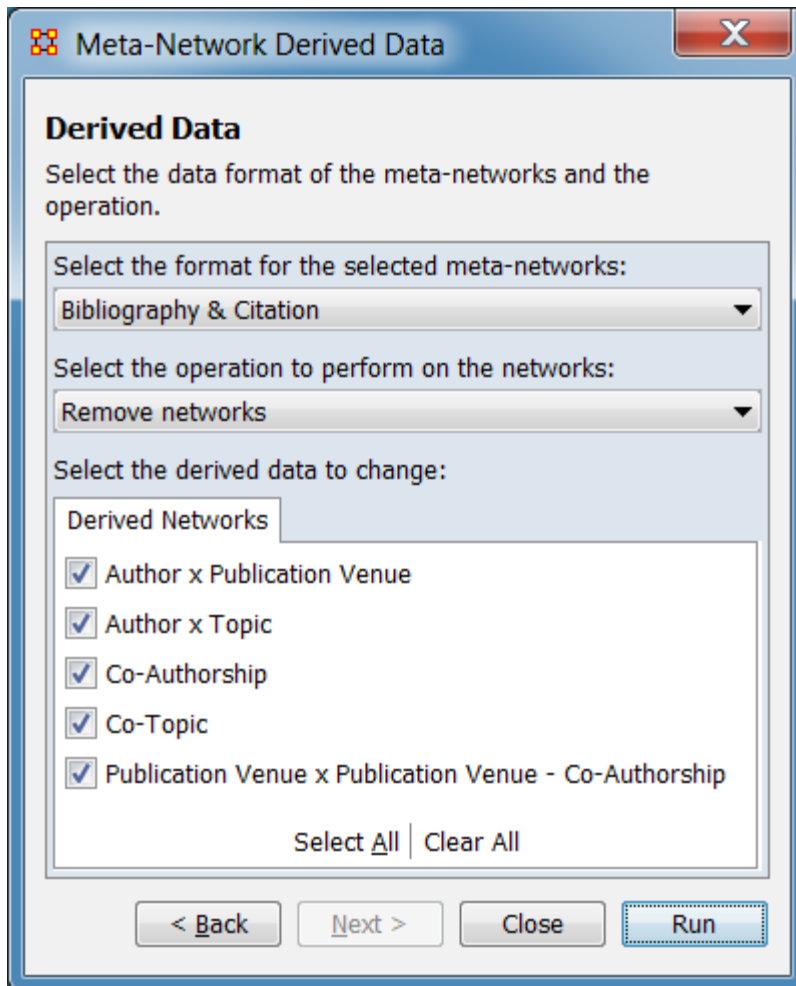 Meta-Network Derived Data
Derived Data
Select the data format of the meta-networks and the
operation.
Select the format for the selected meta-networks:
Bibliography & Citation
Select the operation to perform on the networks:
Remove networks
Select the derived data to change:
Derived Networks
Author x Publication Venue
Author x Topic
Co-Authorship
Co-Topic
Publication Venue x Publication Venue - Co-Authorship
Select All Clear All
< Back Next > Close Run